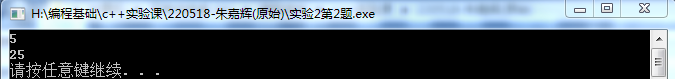 H:\编程基础\c++实验课\220518-朱嘉辉(原始)\实验2第2题.exe
5
25
请按任意键继续. . .